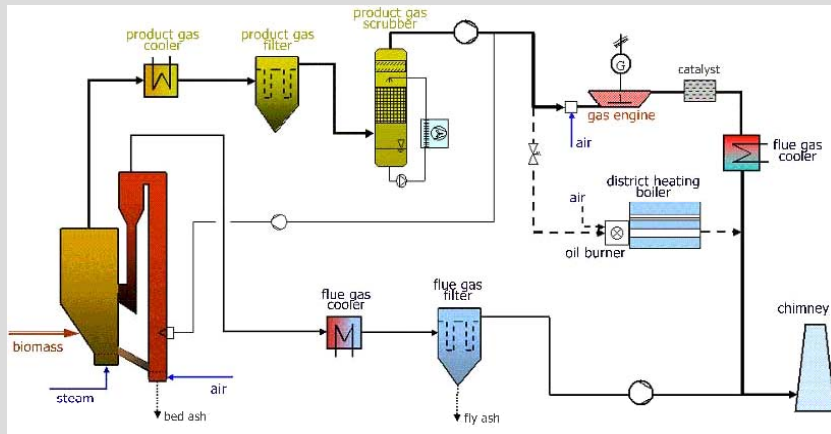 product gas
cooler
product gas
filter
product gas
scrubber
G
catalyst
gas engine
air
flue gas
cooler
district heating
boiler
air
oil burner
flue gas
cooler
flue gas
filter
chimney
biomass
steam
air
bed ash
fly ash